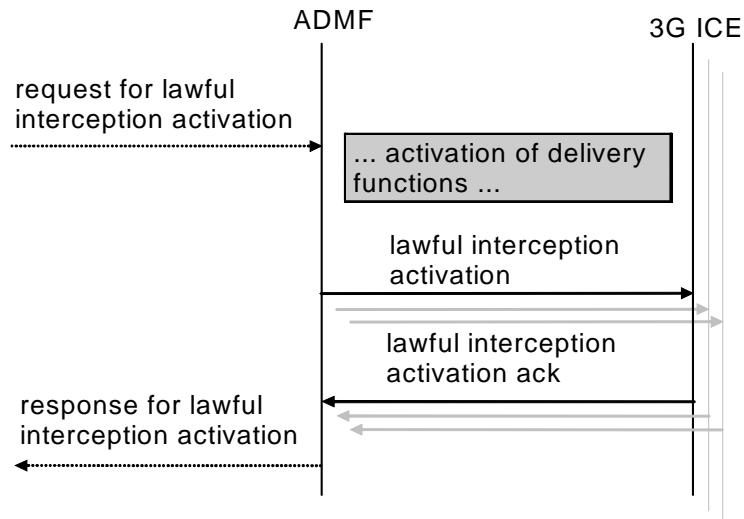 ADMF
3G ICE
request for lawful
interception activation
... activation of delivery
functions ...
lawful interception
activation
lawful interception
activation ack
response for lawful
interception activation